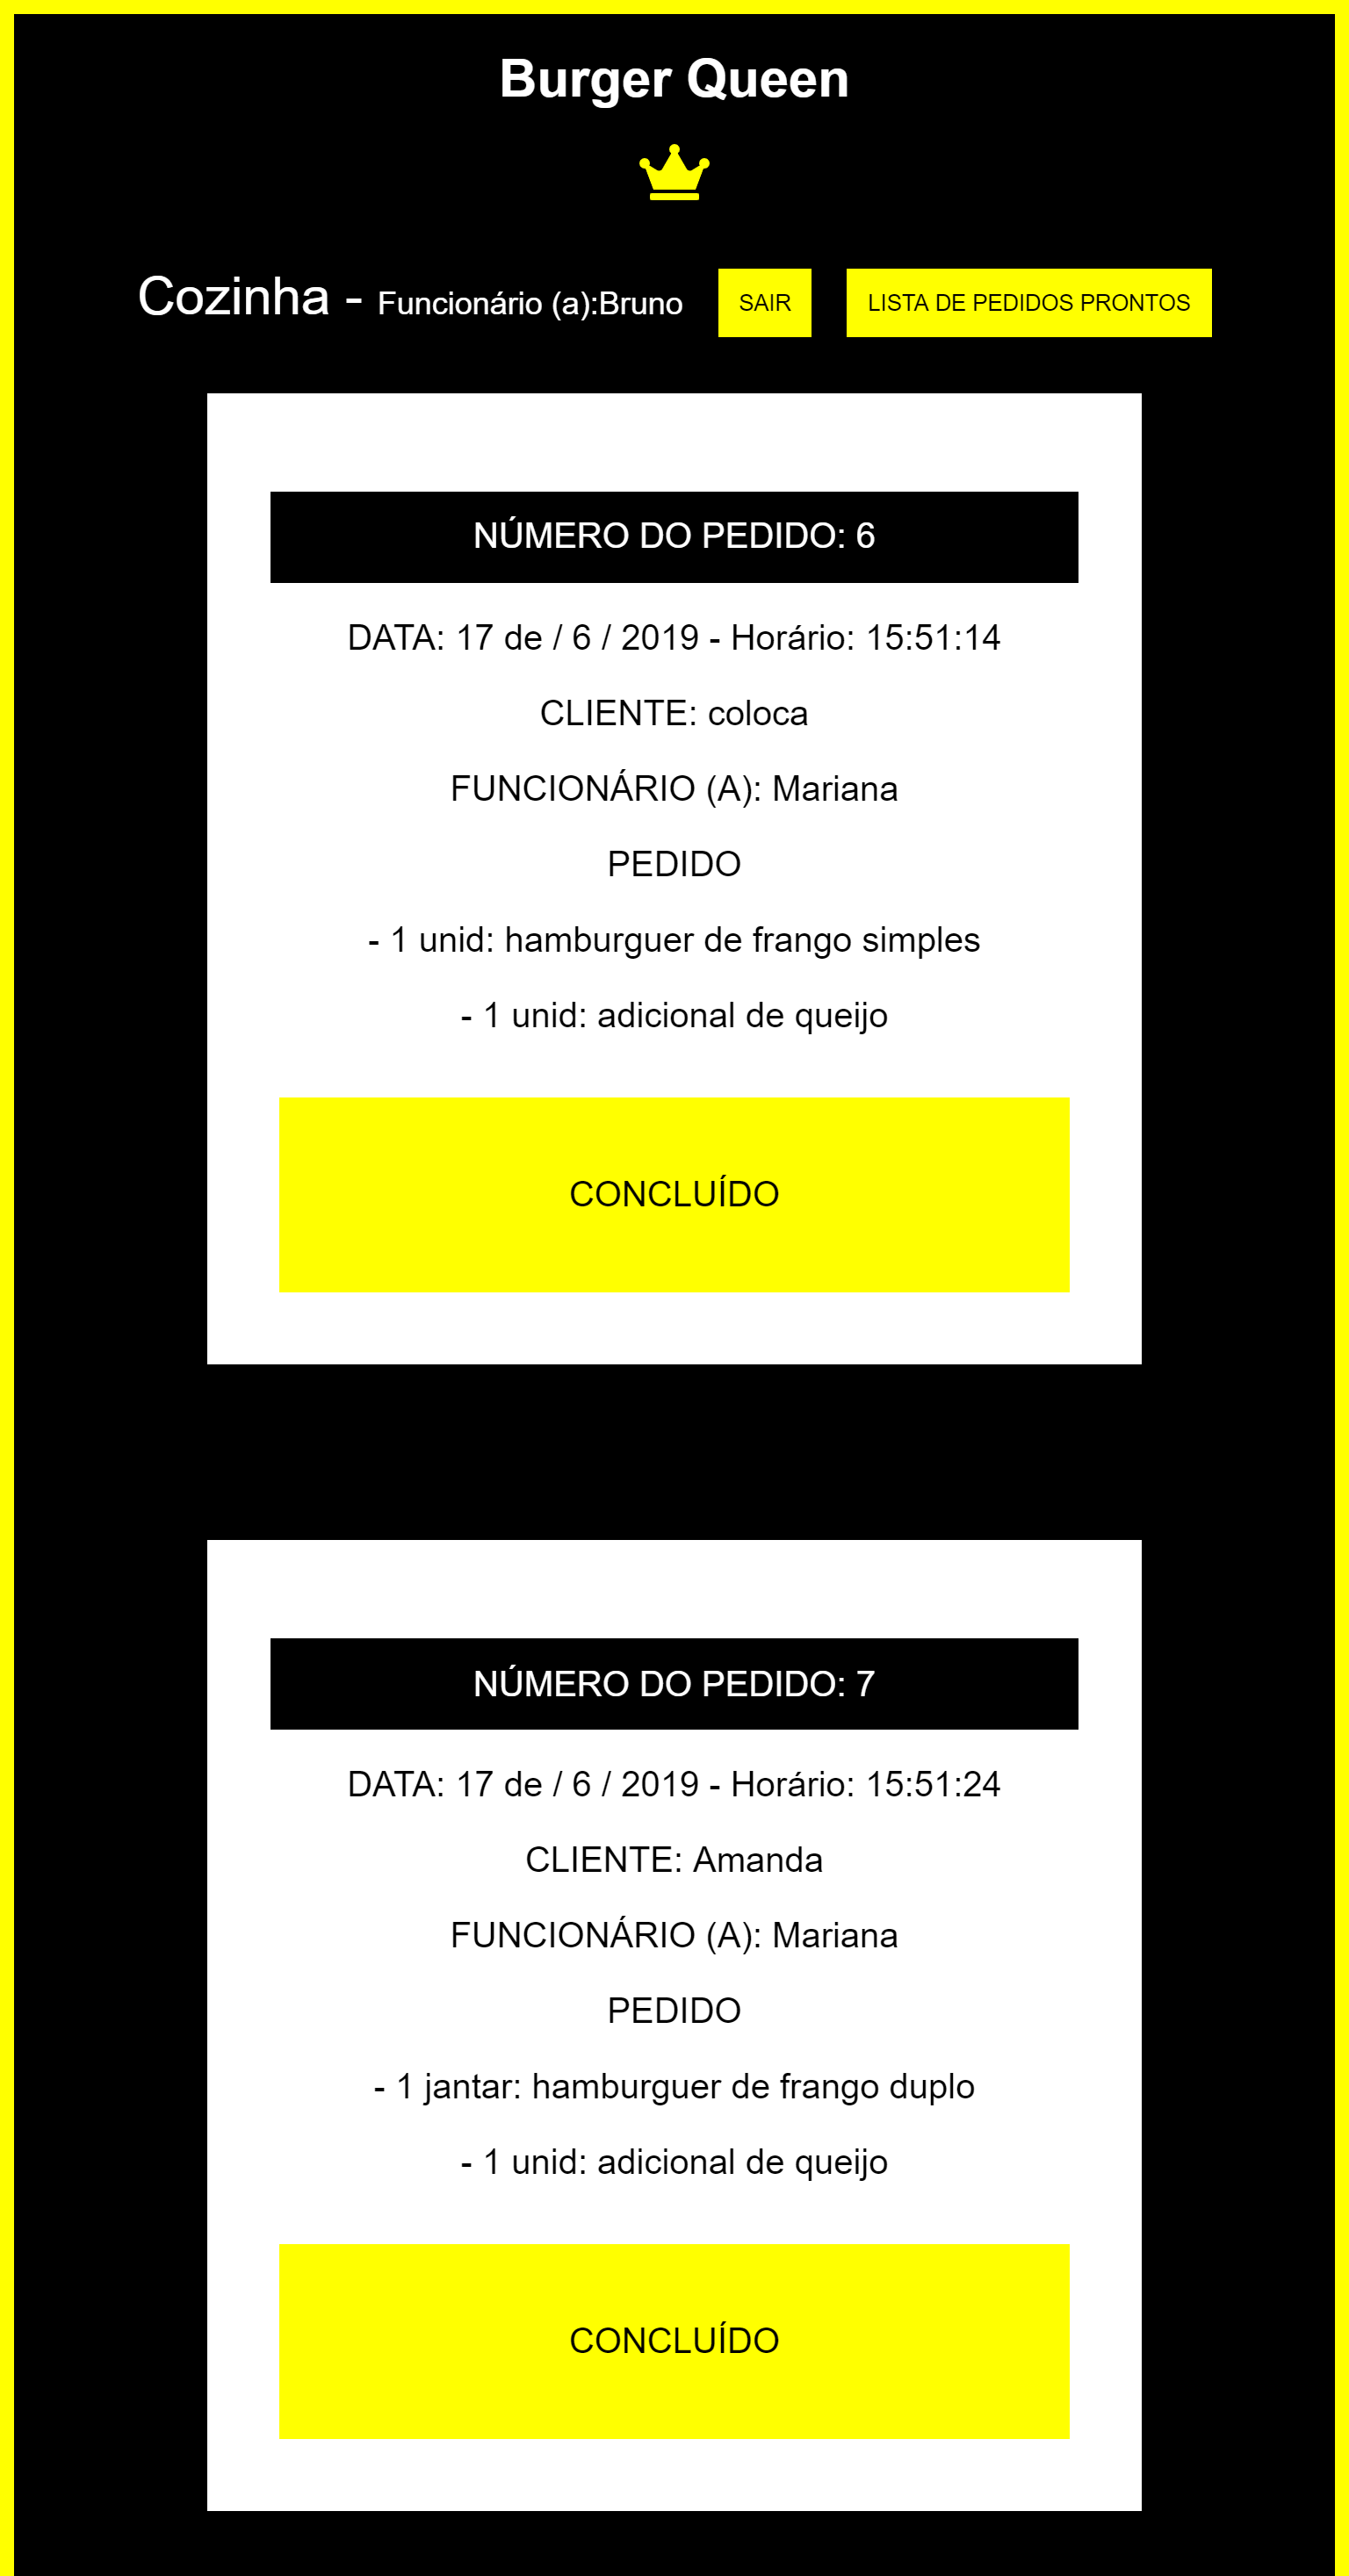 Burger Queen
Cozinha - Funcionário (a):Bruno SAIR LISTA DE PEDIDOS PRONTOS
NÚMERO DO PEDIDO: 6
DATA: 17 de / 6 / 2019 - Horário: 15:51:14
CLIENTE: coloca
FUNCIONÁRIO (A): Mariana
PEDIDO
- 1 unid: hamburguer de frango simples
- 1 unid: adicional de queijo
CONCLUÍDO
NÚMERO DO PEDIDO: 7
DATA: 17 de / 6 / 2019 - Horário: 15:51:24
CLIENTE: Amanda
FUNCIONÁRIO (A): Mariana
PEDIDO
- 1 jantar: hamburguer de frango duplo
- 1 unid: adicional de queijo
CONCLUÍDO